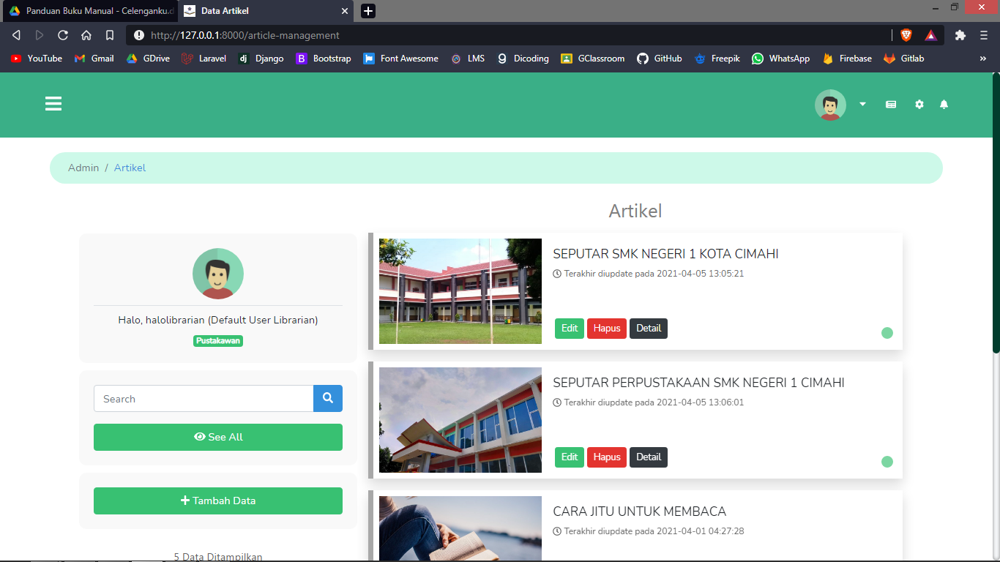 Panduan Buku Manual - Celenganku.d
Data Artikel
http://127.0.0.1:8000/article-management
YouTube Gmail GDrive Laravel Django Bootstrap Font Awesome LMS Dicoding GClassroom GitHub Freepik WhatsApp Firebase Gitlab »
Admin / Artikel
Artikel
Halo, halolibrarian (Default User Librarian)
Pustakawan
Search
See All
Tambah Data
5 Data Ditampilkan
SEPUTAR SMK NEGERI 1 KOTA CIMAHI
Terakhir diupdate pada 2021-04-05 13:05:21
Edit Hapus Detail
SEPUTAR PERPUSTAKAAN SMK NEGERI 1 CIMAHI
Terakhir diupdate pada 2021-04-05 13:06:01
Edit Hapus Detail
CARA JITU UNTUK MEMBACA
Terakhir diupdate pada 2021-04-01 04:27:28